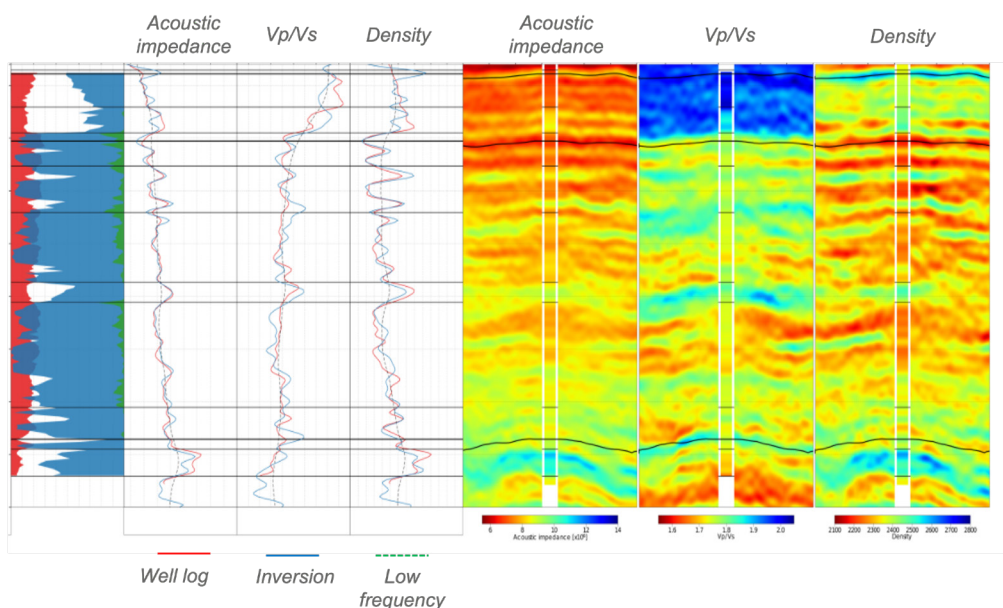 Acoustic
impedance
Vp/Vs
Density
Acoustic
impedance
Vp/Vs
Density
6 8 10 12 14
Acoustic impedance [x10⁶]
1.6 1.7 1.8 1.9 2.0
Vp/Vs
2100 2200 2300 2400 2500 2600 2700 2800
Density
Well log
Inversion
Low
frequency